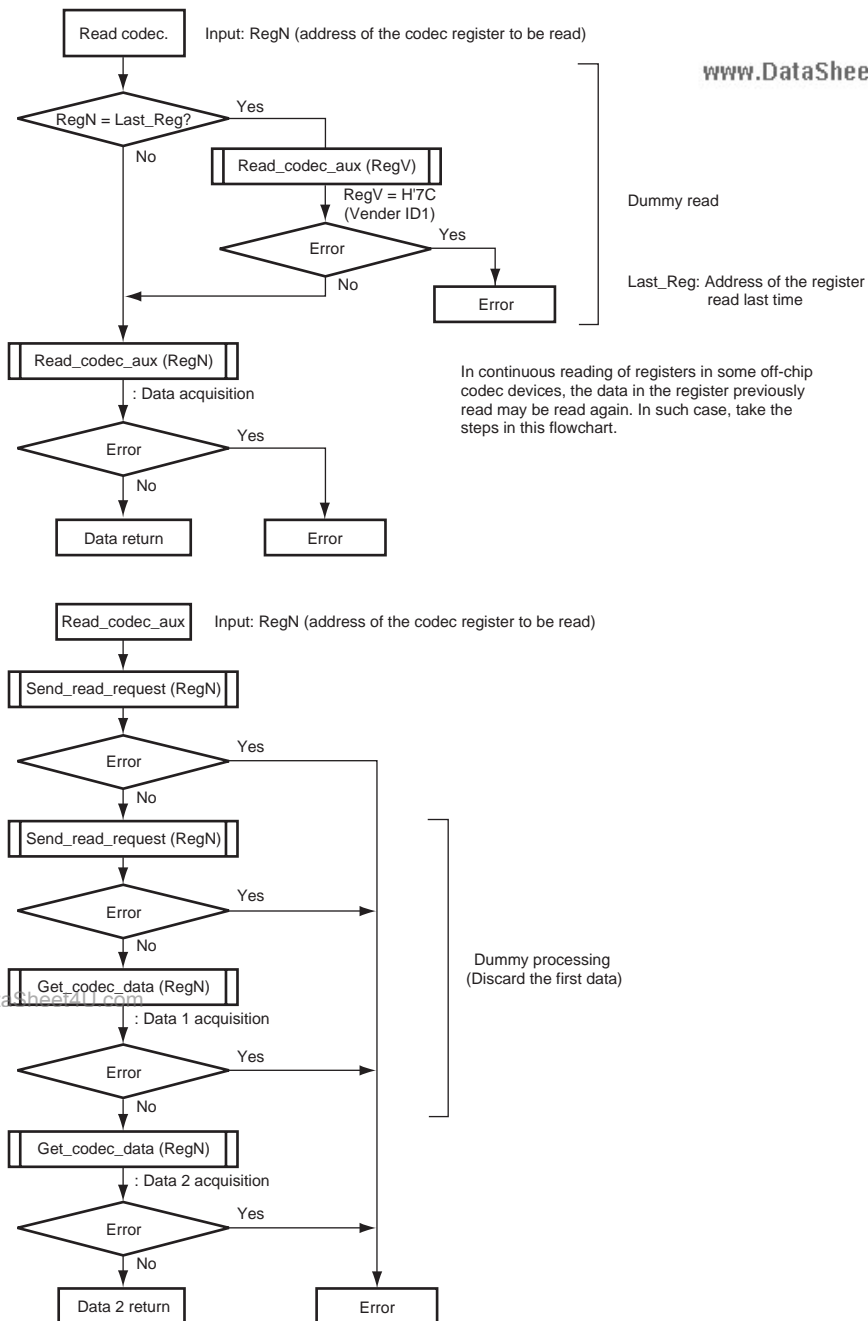 Read codec.
Input: RegN (address of the codec register to be read)
www.DataShee
RegN = Last_Reg?
Yes
No
Read_codec_aux (RegV)
RegV = H'7C
(Vender ID1)
Dummy read
Error
Yes
No
Error
Last_Reg: Address of the register
read last time
Read_codec_aux (RegN)
: Data acquisition
In continuous reading of registers in some off-chip
codec devices, the data in the register previously
read may be read again. In such case, take the
steps in this flowchart.
Error
Yes
No
Data return
Error
Read_codec_aux
Input: RegN (address of the codec register to be read)
Send_read_request (RegN)
Error
Yes
No
Send_read_request (RegN)
Error
Yes
No
Dummy processing
(Discard the first data)
Get_codec_data (RegN)
aSheet4U.com
: Data 1 acquisition
Error
Yes
No
Get_codec_data (RegN)
: Data 2 acquisition
Error
Yes
No
Data 2 return
Error